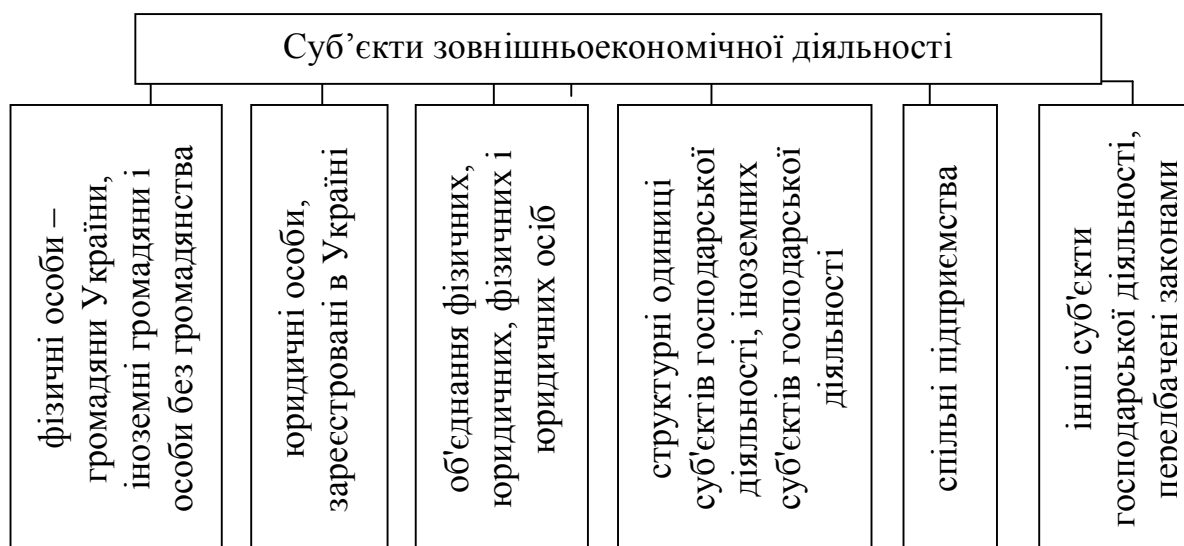 Суб’єкти зовнішньоекономічної діяльності
фізичні особи –
громадяни України,
іноземні громадяни і
особи без громадянства
юридичні особи,
зареєстровані в Україні
об'єднання фізичних,
юридичних, фізичних і
юридичних осіб
структурні одиниці
суб'єктів господарської
діяльності, іноземних
суб'єктів господарської
діяльності
спільні підприємства
інші суб'єкти
господарської діяльності,
передбачені законами